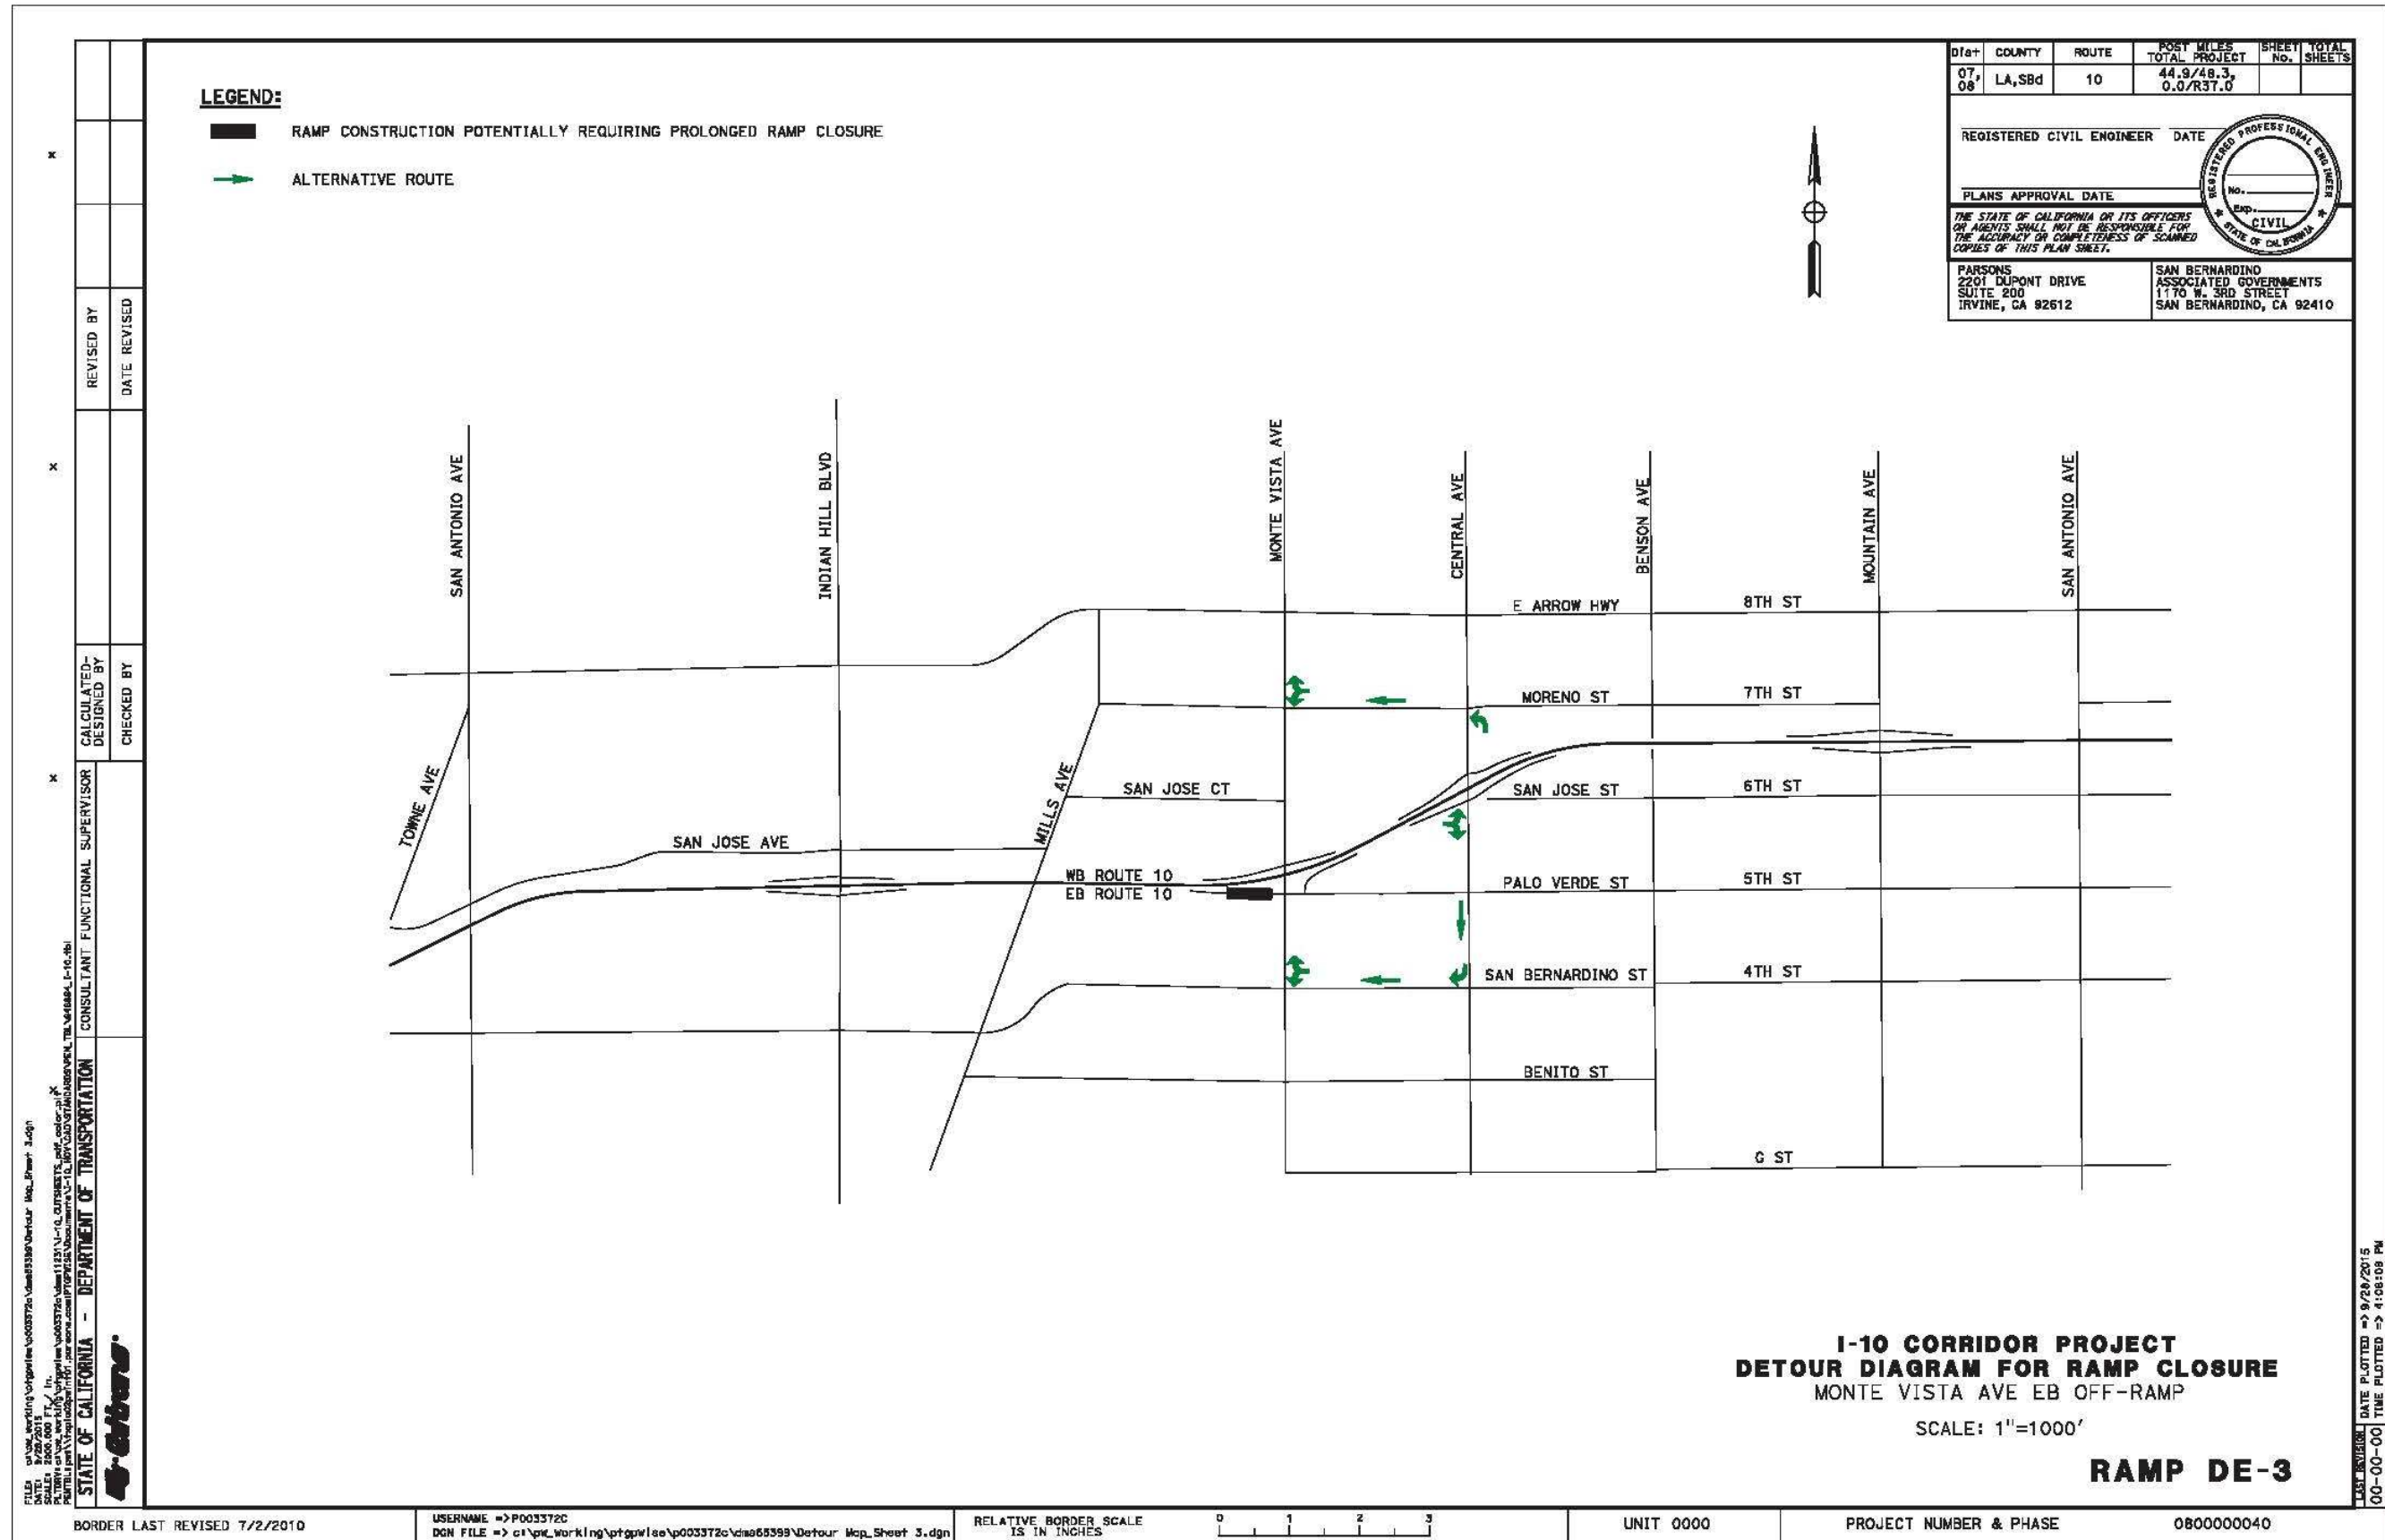 LEGEND:
RAMP CONSTRUCTION POTENTIALLY REQUIRING PROLONGED RAMP CLOSURE
ALTERNATIVE ROUTE
Dist COUNTY ROUTE POST MILES TOTAL PROJECT SHEET No. TOTAL SHEETS
07, 08 LA,SBd 10 44.9/48.3, 0.0/R37.0
REGISTERED CIVIL ENGINEER DATE
PLANS APPROVAL DATE
REGISTERED PROFESSIONAL ENGINEER
No.
Exp.
CIVIL
STATE OF CALIFORNIA
THE STATE OF CALIFORNIA OR ITS OFFICERS
OR AGENTS SHALL NOT BE RESPONSIBLE FOR
THE ACCURACY OR COMPLETENESS OF SCANNED
COPIES OF THIS PLAN SHEET.
PARSONS
2201 DUPONT DRIVE
SUITE 200
IRVINE, CA 92612
SAN BERNARDINO
ASSOCIATED GOVERNMENTS
1170 W. 3RD STREET
SAN BERNARDINO, CA 92410
REVISED BY
DATE REVISED
CALCULATED-
DESIGNED BY
CHECKED BY
CONSULTANT FUNCTIONAL SUPERVISOR
STATE OF CALIFORNIA - DEPARTMENT OF TRANSPORTATION
Caltrans
x
x
x
x
SAN ANTONIO AVE
INDIAN HILL BLVD
MONTE VISTA AVE
CENTRAL AVE
BENSON AVE
MOUNTAIN AVE
SAN ANTONIO AVE
E ARROW HWY
8TH ST
MORENO ST
7TH ST
TOWNE AVE
MILLS AVE
SAN JOSE CT
SAN JOSE ST
6TH ST
SAN JOSE AVE
WB ROUTE 10
EB ROUTE 10
PALO VERDE ST
5TH ST
SAN BERNARDINO ST
4TH ST
BENITO ST
G ST
I-10 CORRIDOR PROJECT
DETOUR DIAGRAM FOR RAMP CLOSURE
MONTE VISTA AVE EB OFF-RAMP
SCALE: 1"=1000'
RAMP DE-3
LAST REVISION
00-00-00
DATE PLOTTED => 9/28/2015
TIME PLOTTED => 4:08:08 PM
BORDER LAST REVISED 7/2/2010
USERNAME => P003372C
DGN FILE => c:\pw_working\ptgpwise\p003372c\dms65399\Detour Map_Sheet 3.dgn
RELATIVE BORDER SCALE
IS IN INCHES
0 1 2 3
UNIT 0000
PROJECT NUMBER & PHASE
0800000040